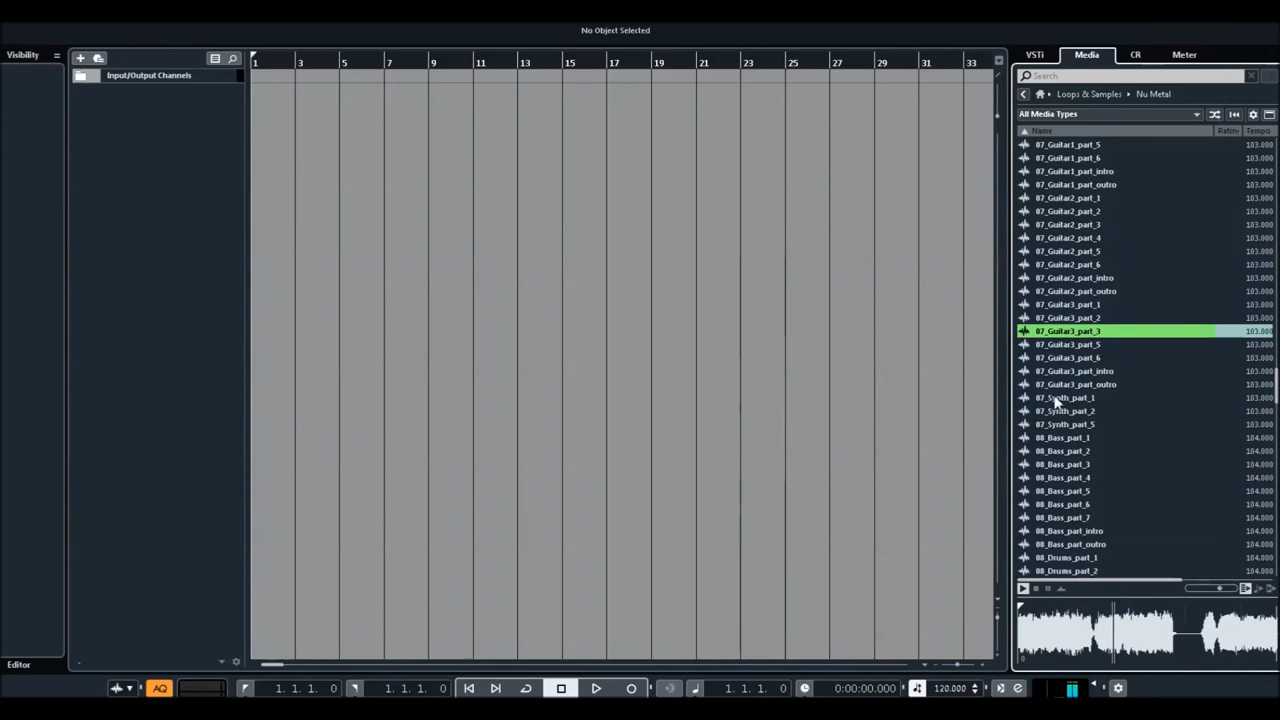 No Object Selected
Visibility
Input/Output Channels
1 3 5 7 9 11 13 15 17 19 21 23 25 27 29 31 33
VSTi Media CR Meter
Search
Loops & Samples Nu Metal
All Media Types
Name Ratin Tempo
07_Guitar1_part_5 103.000
07_Guitar1_part_6 103.000
07_Guitar1_part_intro 103.000
07_Guitar1_part_outro 103.000
07_Guitar2_part_1 103.000
07_Guitar2_part_2 103.000
07_Guitar2_part_3 103.000
07_Guitar2_part_4 103.000
07_Guitar2_part_5 103.000
07_Guitar2_part_6 103.000
07_Guitar2_part_intro 103.000
07_Guitar2_part_outro 103.000
07_Guitar3_part_1 103.000
07_Guitar3_part_2 103.000
07_Guitar3_part_3 103.000
07_Guitar3_part_5 103.000
07_Guitar3_part_6 103.000
07_Guitar3_part_intro 103.000
07_Guitar3_part_outro 103.000
07_Synth_part_1 103.000
07_Synth_part_2 103.000
07_Synth_part_5 103.000
08_Bass_part_1 104.000
08_Bass_part_2 104.000
08_Bass_part_3 104.000
08_Bass_part_4 104.000
08_Bass_part_5 104.000
08_Bass_part_6 104.000
08_Bass_part_7 104.000
08_Bass_part_intro 104.000
08_Bass_part_outro 104.000
08_Drums_part_1 104.000
08_Drums_part_2 104.000
0
Editor
AQ 1. 1. 1. 0 1. 1. 1. 0 1. 1. 1. 0 0:00:00.000 120.000